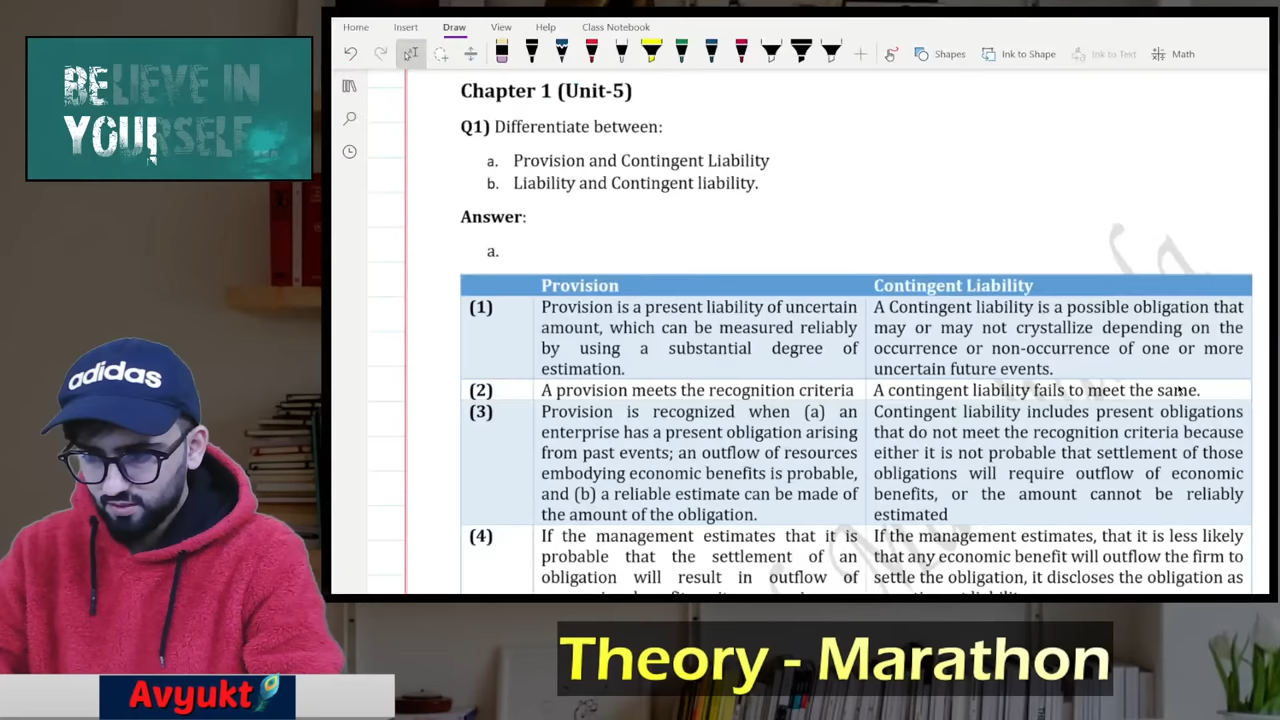 Home Insert Draw View Help Class Notebook
Shapes Ink to Shape Ink to Text Math
BELIEVE IN
YOURSELF...
Chapter 1 (Unit-5)
Q1) Differentiate between:
a. Provision and Contingent Liability
b. Liability and Contingent liability.
Answer:
a.
Provision Contingent Liability
(1) Provision is a present liability of uncertain A Contingent liability is a possible obligation that
amount, which can be measured reliably may or may not crystallize depending on the
by using a substantial degree of occurrence or non-occurrence of one or more
estimation. uncertain future events.
(2) A provision meets the recognition criteria A contingent liability fails to meet the same.
(3) Provision is recognized when (a) an Contingent liability includes present obligations
enterprise has a present obligation arising that do not meet the recognition criteria because
from past events; an outflow of resources either it is not probable that settlement of those
embodying economic benefits is probable, obligations will require outflow of economic
and (b) a reliable estimate can be made of benefits, or the amount cannot be reliably
the amount of the obligation. estimated
(4) If the management estimates that it is If the management estimates, that it is less likely
probable that the settlement of an that any economic benefit will outflow the firm to
obligation will result in outflow of settle the obligation, it discloses the obligation as
adidas
Theory - Marathon
Avyukt